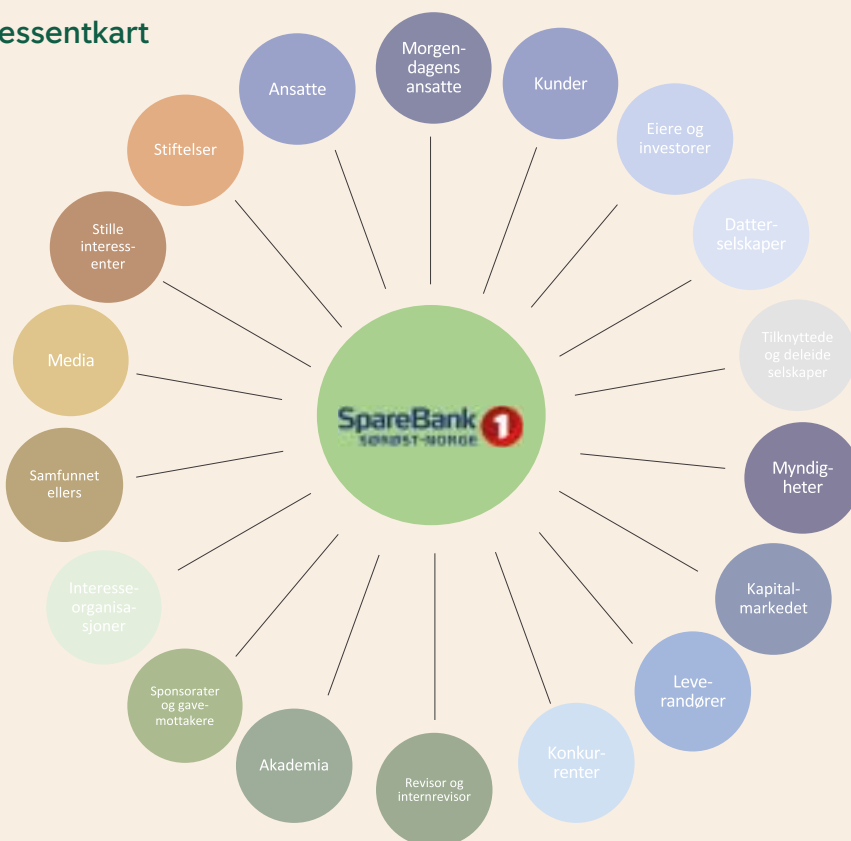 essentkart
Morgen-
dagens
ansatte
Kunder
Eiere og
investorer
Datter-
selskaper
Tilknyttede
og deleide
selskaper
Myndig-
heter
Kapital-
markedet
Leve-
randører
Konkur-
renter
Revisor og
internrevisor
Akademia
Sponsorater
og gave-
mottakere
Interesse-
organisa-
sjoner
Samfunnet
ellers
Media
Stille
interess-
enter
Stiftelser
Ansatte
SpareBank 1
SØRØST-NORGE